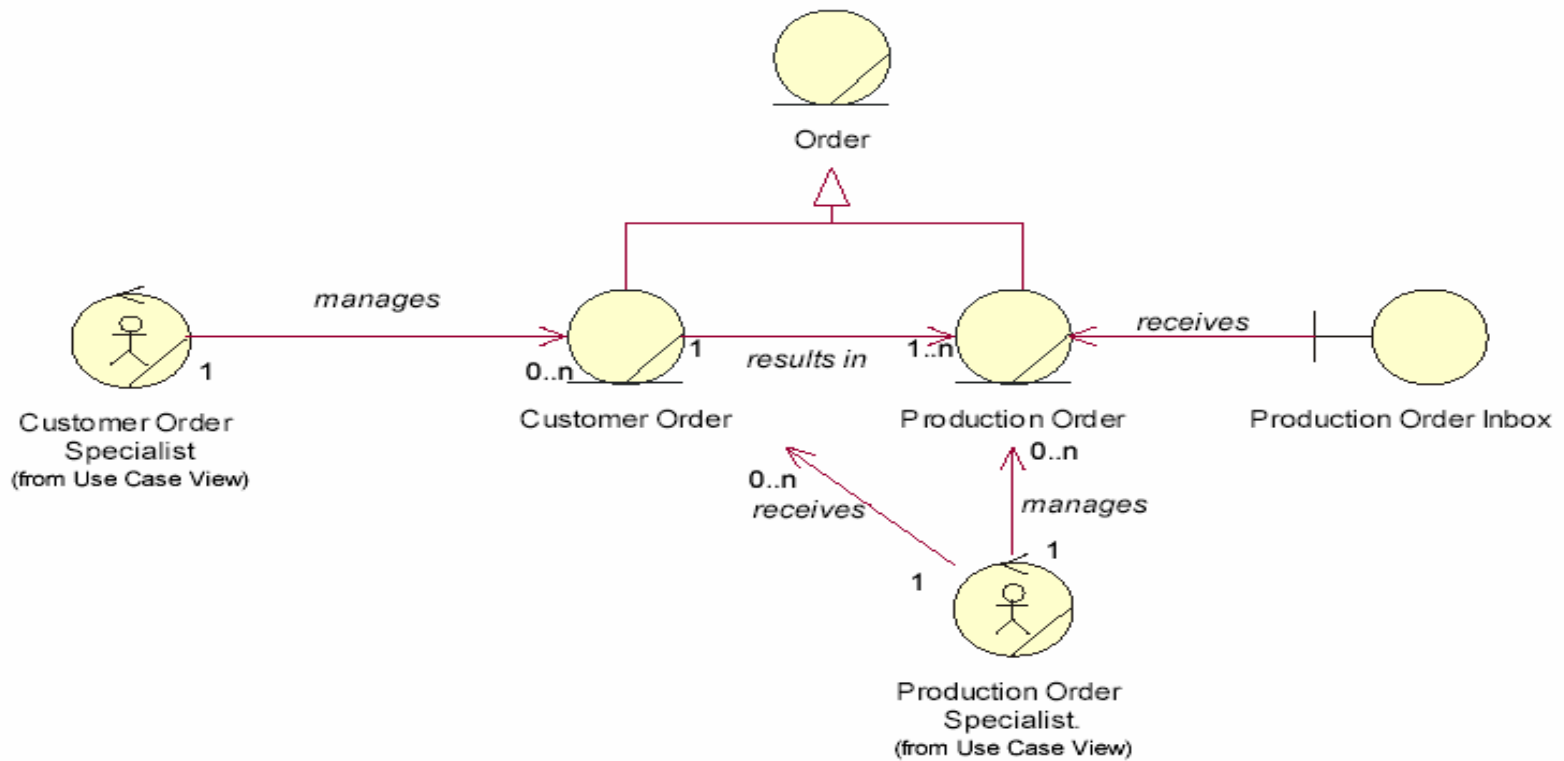 Order
manages
receives
1
0..n
1
results in
1..n
Customer Order
Specialist
(from Use Case View)
Customer Order
Production Order
Production Order Inbox
0..n
0..n
receives
manages
1
1
Production Order
Specialist.
(from Use Case View)